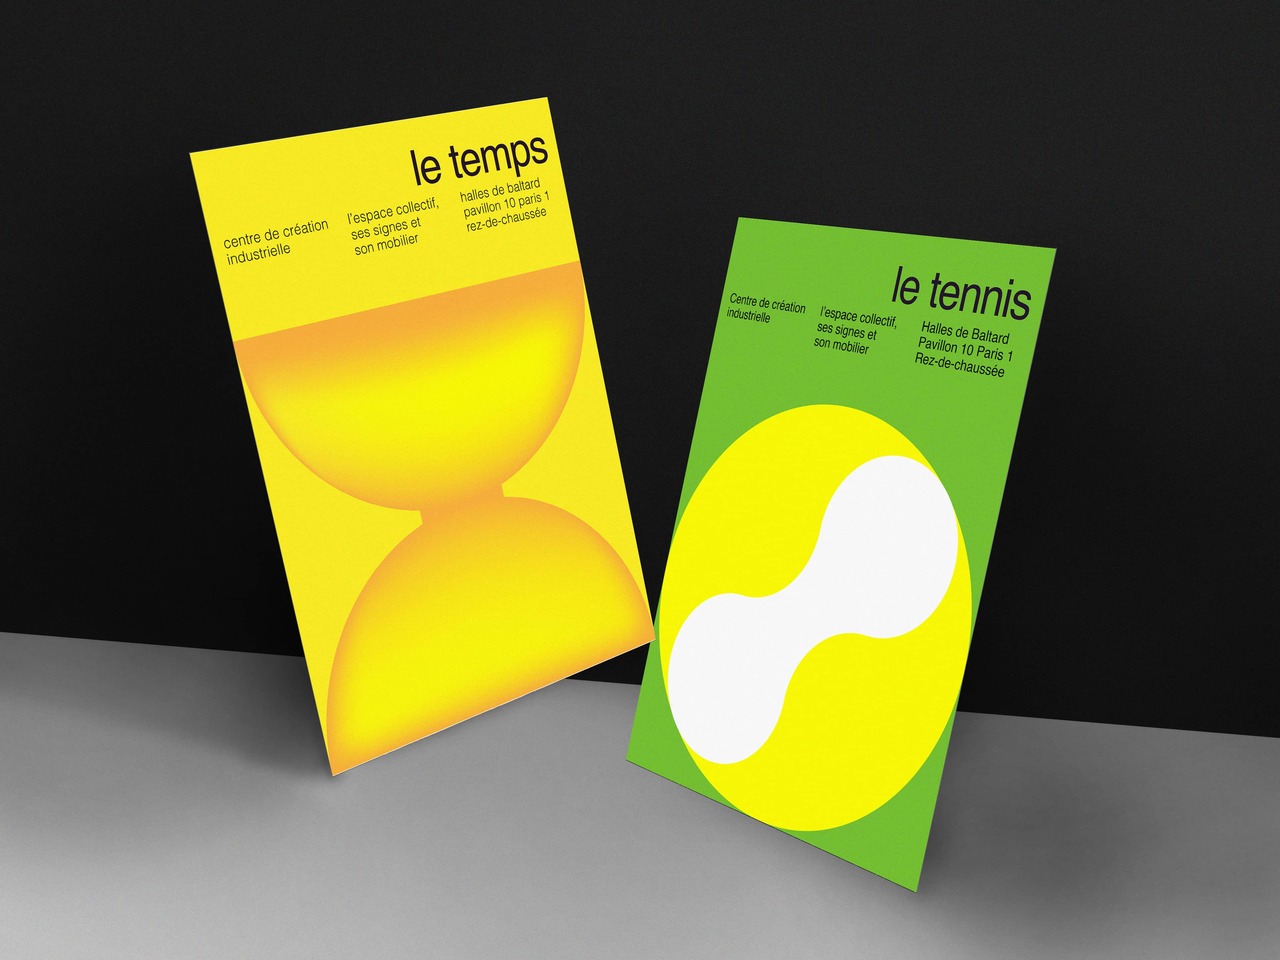 le temps
centre de création
industrielle
l'espace collectif,
ses signes et
son mobilier
halles de baltard
pavillon 10 paris 1
rez-de-chaussée
le tennis
Centre de création
industrielle
l'espace collectif,
ses signes et
son mobilier
Halles de Baltard
Pavillon 10 Paris 1
Rez-de-chaussée